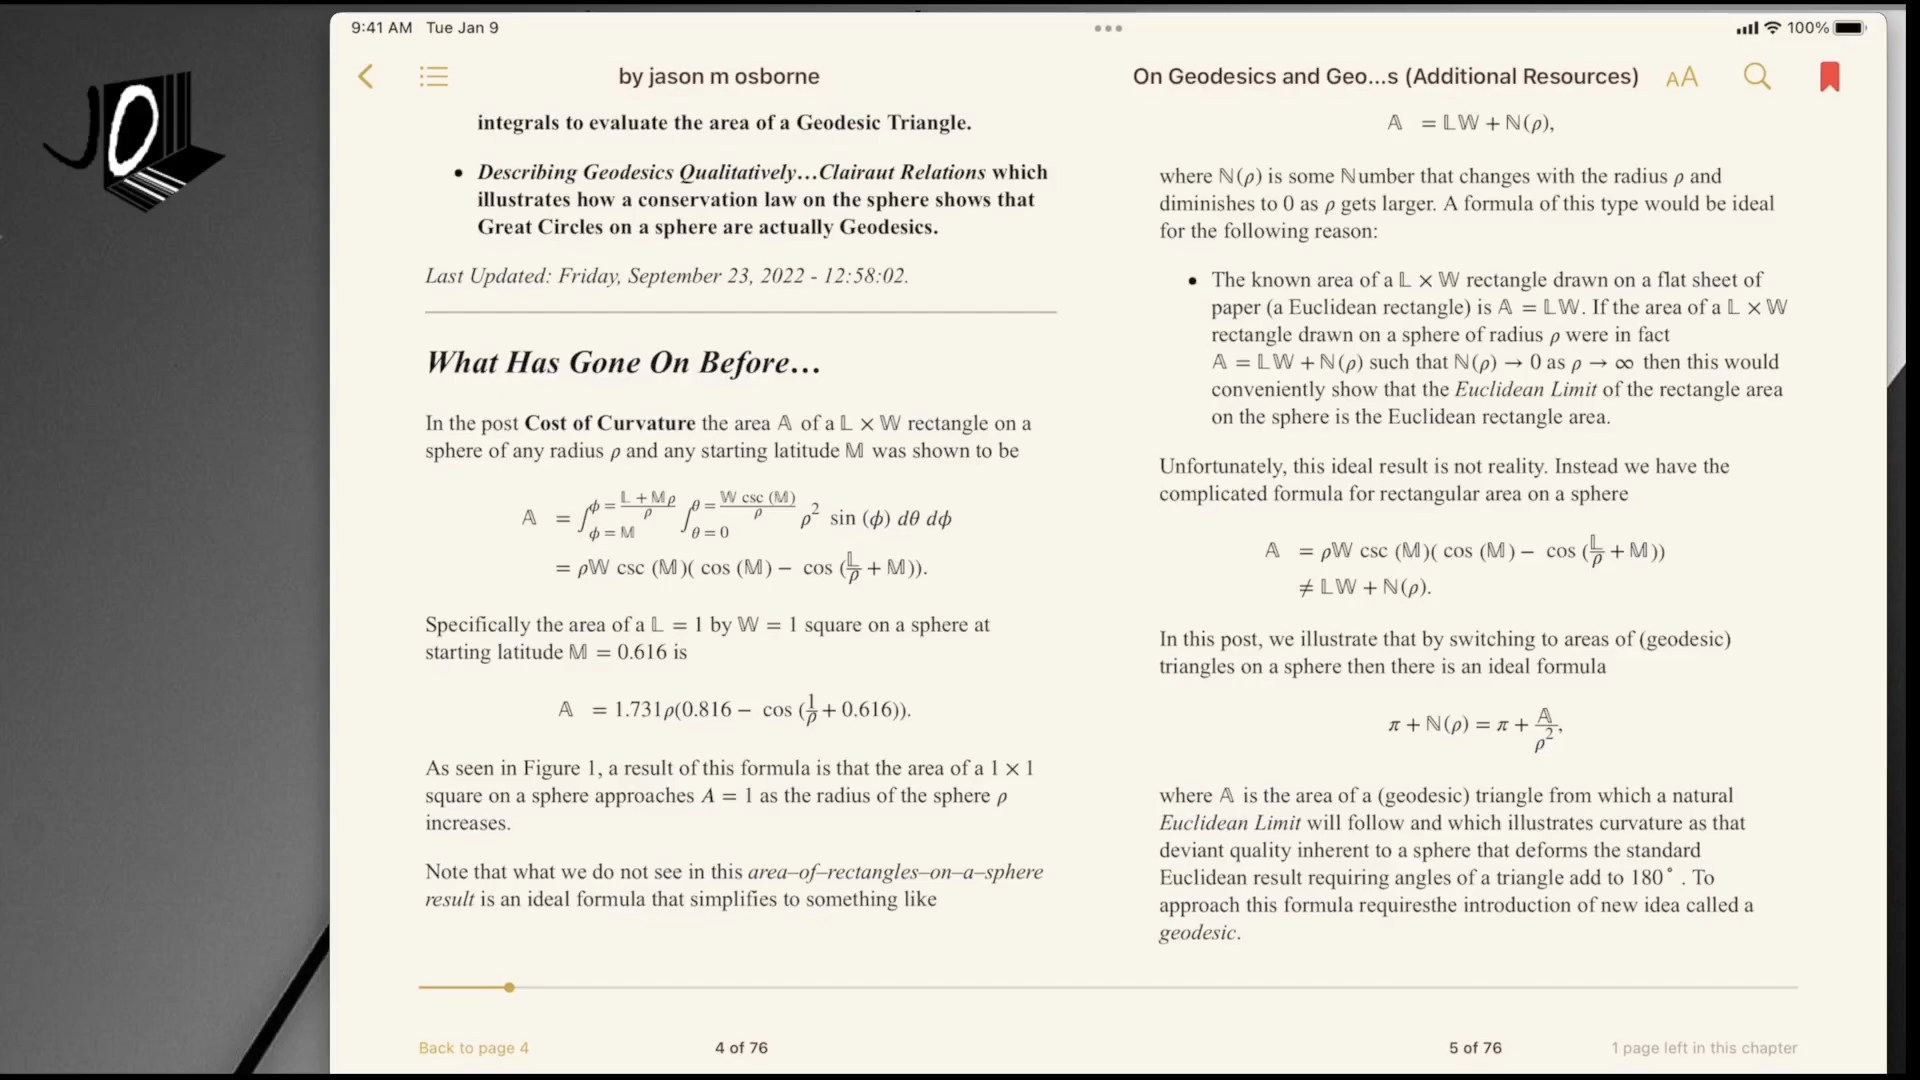 9:41 AM Tue Jan 9
100%
JOL
by jason m osborne
On Geodesics and Geo...s (Additional Resources)
AA
integrals to evaluate the area of a Geodesic Triangle.
• Describing Geodesics Qualitatively…Clairaut Relations which
illustrates how a conservation law on the sphere shows that
Great Circles on a sphere are actually Geodesics.
Last Updated: Friday, September 23, 2022 - 12:58:02.
What Has Gone On Before…
In the post Cost of Curvature the area 𝔸 of a 𝕃 × 𝕎 rectangle on a
sphere of any radius ρ and any starting latitude 𝕄 was shown to be
𝔸 = ∫_{ϕ=𝕄}^{ϕ=(𝕃+𝕄ρ)/ρ} ∫_{θ=0}^{θ=(𝕎 csc (𝕄))/ρ} ρ² sin (ϕ) dθ dϕ
= ρ𝕎 csc (𝕄)( cos (𝕄) − cos (𝕃/ρ + 𝕄)).
Specifically the area of a 𝕃 = 1 by 𝕎 = 1 square on a sphere at
starting latitude 𝕄 = 0.616 is
𝔸 = 1.731ρ(0.816 − cos (1/ρ + 0.616)).
As seen in Figure 1, a result of this formula is that the area of a 1 × 1
square on a sphere approaches A = 1 as the radius of the sphere ρ
increases.
Note that what we do not see in this area–of–rectangles–on–a–sphere
result is an ideal formula that simplifies to something like
𝔸 = 𝕃𝕎 + ℕ(ρ),
where ℕ(ρ) is some ℕumber that changes with the radius ρ and
diminishes to 0 as ρ gets larger. A formula of this type would be ideal
for the following reason:
• The known area of a 𝕃 × 𝕎 rectangle drawn on a flat sheet of
paper (a Euclidean rectangle) is 𝔸 = 𝕃𝕎. If the area of a 𝕃 × 𝕎
rectangle drawn on a sphere of radius ρ were in fact
𝔸 = 𝕃𝕎 + ℕ(ρ) such that ℕ(ρ) → 0 as ρ → ∞ then this would
conveniently show that the Euclidean Limit of the rectangle area
on the sphere is the Euclidean rectangle area.
Unfortunately, this ideal result is not reality. Instead we have the
complicated formula for rectangular area on a sphere
𝔸 = ρ𝕎 csc (𝕄)( cos (𝕄) − cos (𝕃/ρ + 𝕄))
≠ 𝕃𝕎 + ℕ(ρ).
In this post, we illustrate that by switching to areas of (geodesic)
triangles on a sphere then there is an ideal formula
π + ℕ(ρ) = π + 𝔸/ρ²,
where 𝔸 is the area of a (geodesic) triangle from which a natural
Euclidean Limit will follow and which illustrates curvature as that
deviant quality inherent to a sphere that deforms the standard
Euclidean result requiring angles of a triangle add to 180° . To
approach this formula requiresthe introduction of new idea called a
geodesic.
Back to page 4
4 of 76
5 of 76
1 page left in this chapter